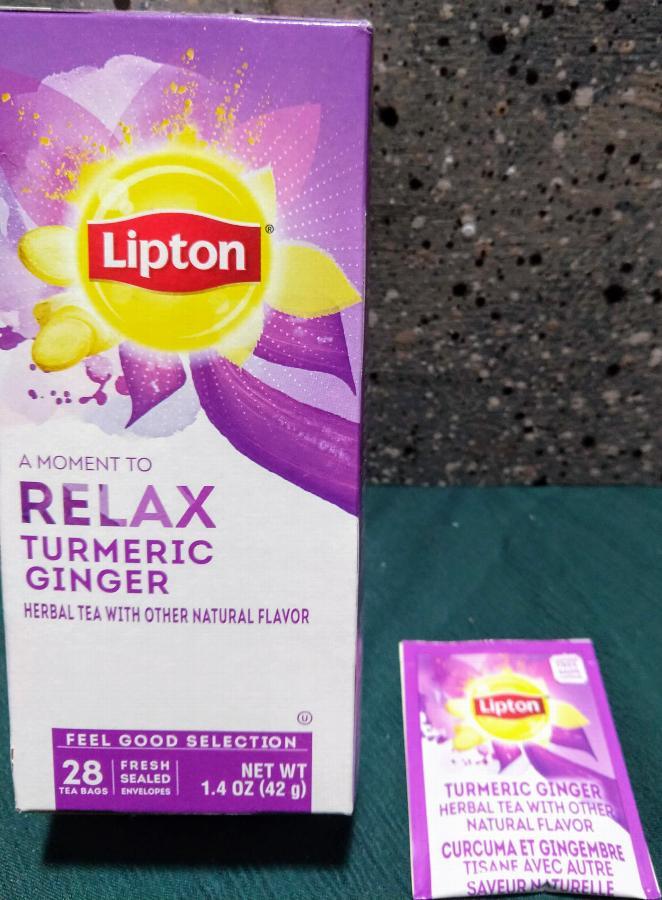 Lipton®
A MOMENT TO
RELAX
TURMERIC
GINGER
HERBAL TEA WITH OTHER NATURAL FLAVOR
U
FEEL GOOD SELECTION
28
TEA BAGS
FRESH
SEALED
ENVELOPES
NET WT
1.4 OZ (42 g)
Lipton
TURMERIC GINGER
HERBAL TEA WITH OTHER
NATURAL FLAVOR
CURCUMA ET GINGEMBRE
TISANE AVEC AUTRE
SAVEUR NATURELLE